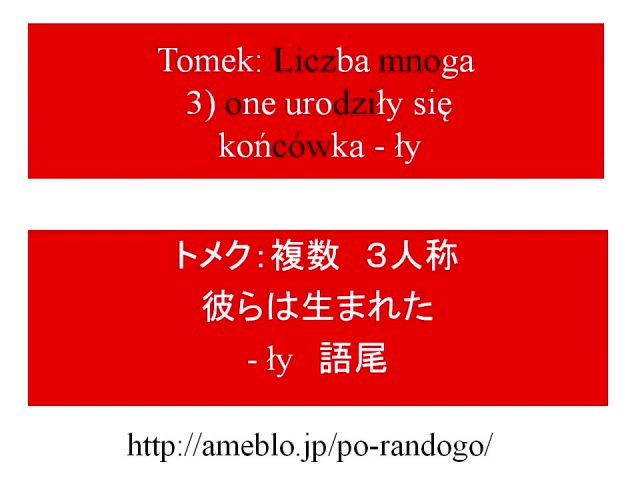 Tomek: Liczba mnoga
3) one urodziły się
końcówka - ły
トメク：複数　３人称
彼らは生まれた
- ły　語尾
http://ameblo.jp/po-randogo/